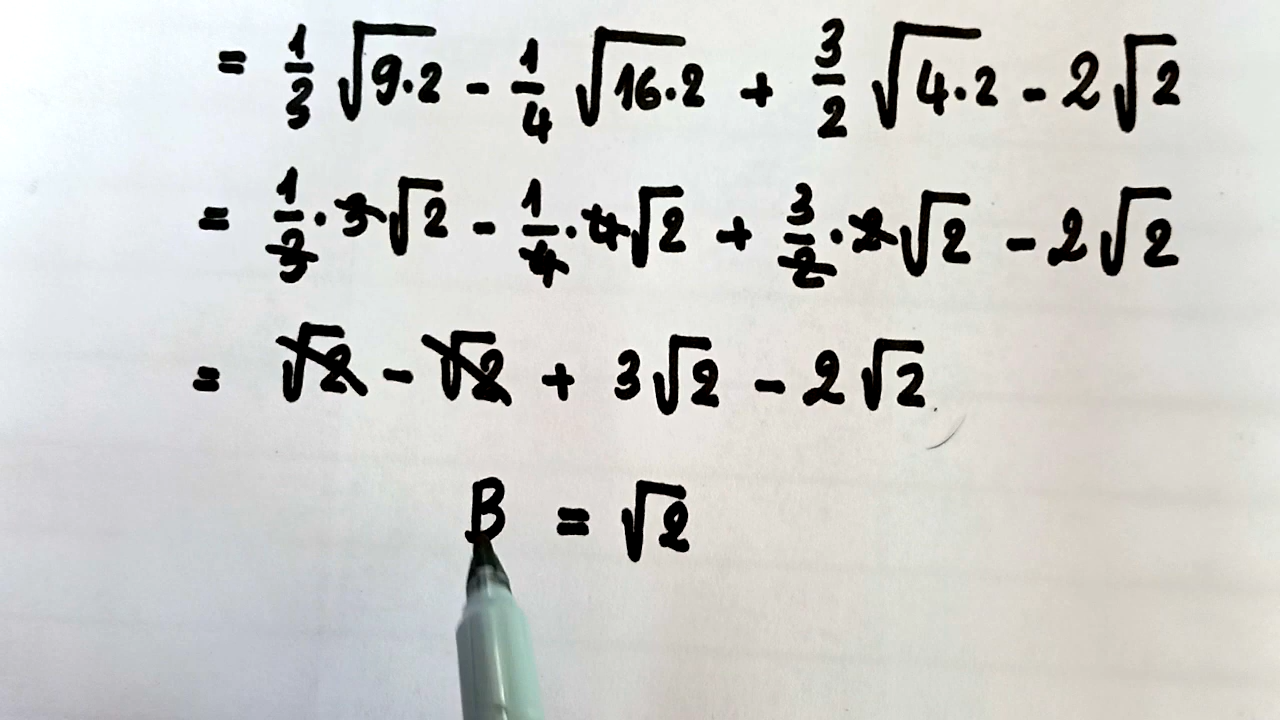 = 1/3 √9·2 - 1/4 √16·2 + 3/2 √4·2 - 2√2
= 1/3 · 3√2 - 1/4 · 4√2 + 3/2 · 2√2 - 2√2
= √2 - √2 + 3√2 - 2√2
B = √2